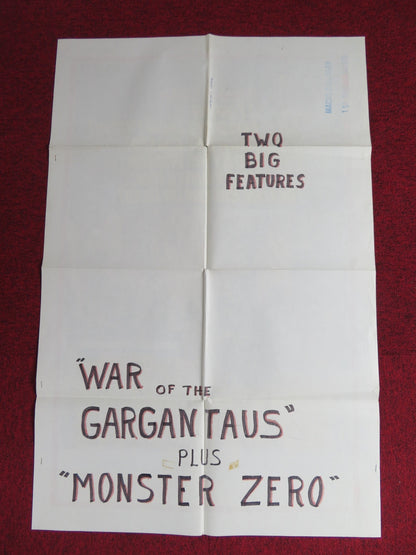 TWO
BIG
FEATURES
"WAR OF THE
GARGANTAUS"
PLUS
"MONSTER ZERO"